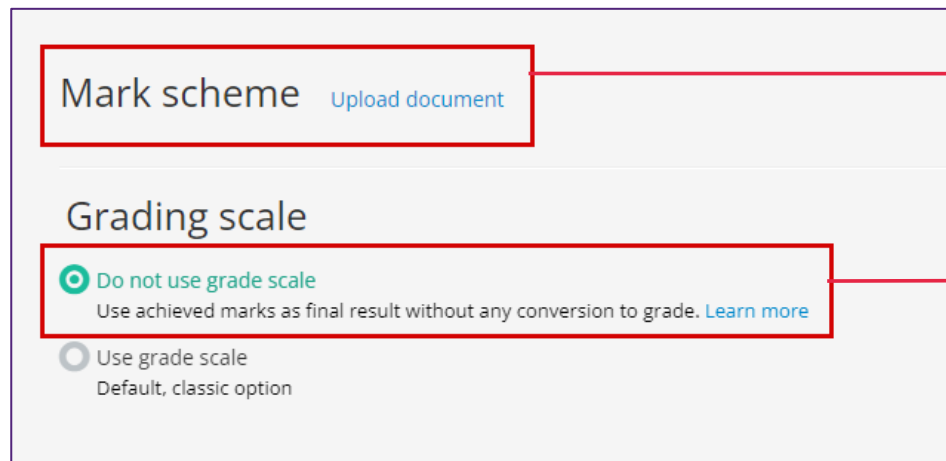 Mark scheme Upload document
Grading scale
Do not use grade scale
Use achieved marks as final result without any conversion to grade. Learn more
Use grade scale
Default, classic option